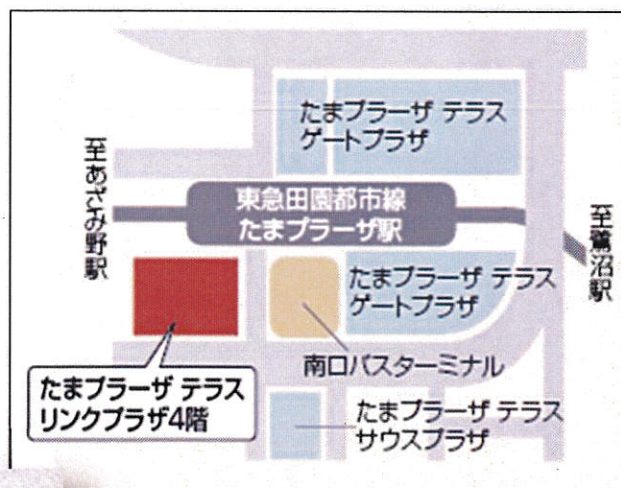 たまプラーザ テラス
ゲートプラザ
至あざみ野駅
東急田園都市線
たまプラーザ駅
至鷺沼駅
たまプラーザ テラス
ゲートプラザ
南口バスターミナル
たまプラーザ テラス
リンクプラザ4階
たまプラーザ テラス
サウスプラザ